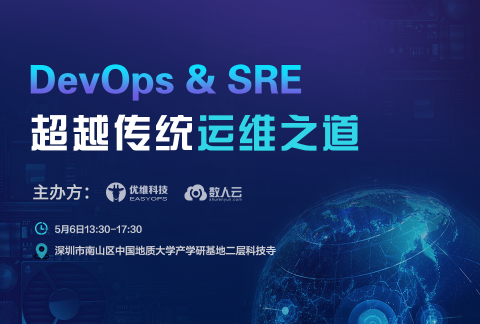 DevOps & SRE
超越传统运维之道
主办方： 优维科技 EASYOPS 数人云 shurenyun.com
5月6日13:30-17:30
深圳市南山区中国地质大学产学研基地二层科技寺